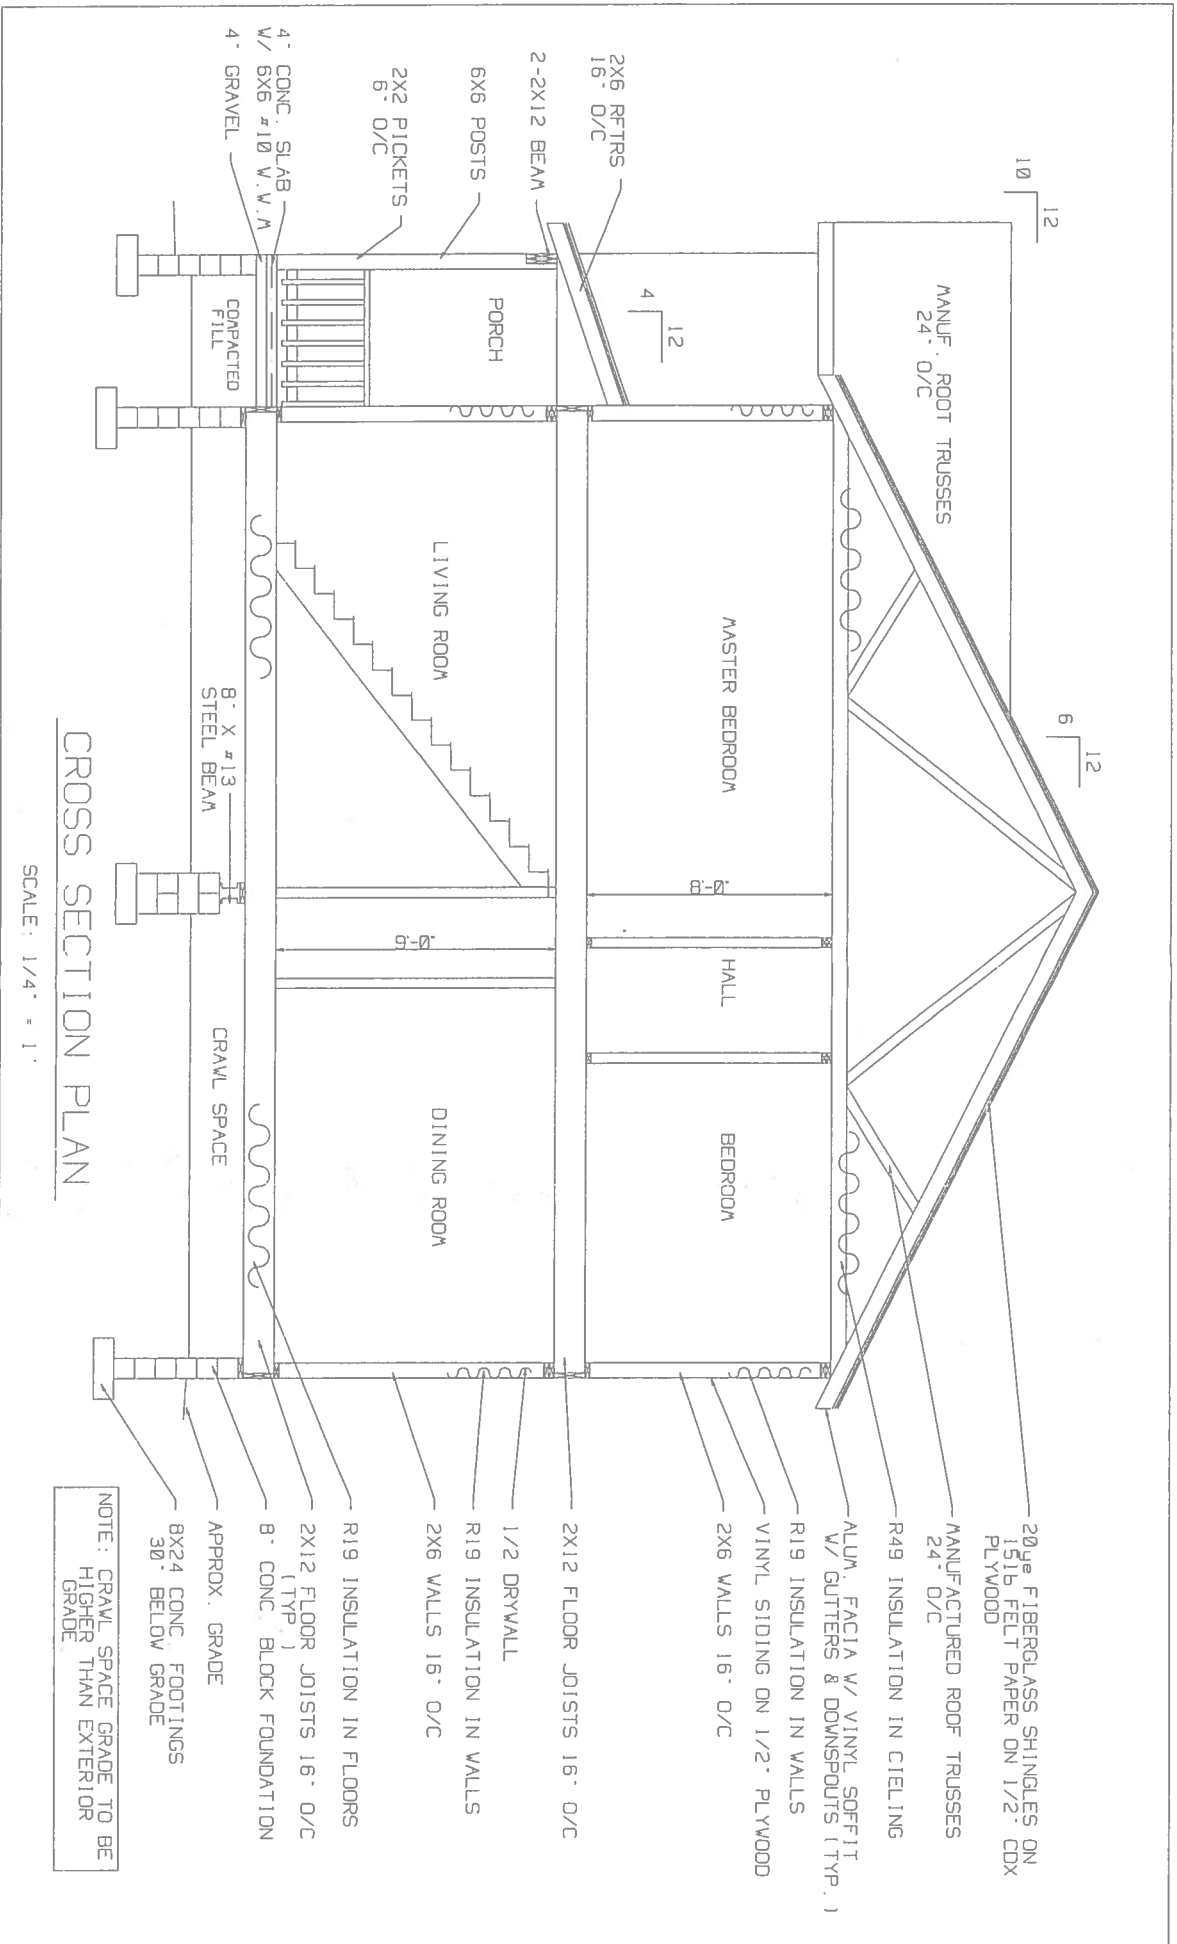 10
12
MANUF. ROOT TRUSSES
24" O/C
6
12
2X6 RFTRS
16" O/C
2-2X12 BEAM
6X6 POSTS
2X2 PICKETS
6" O/C
4" CONC. SLAB
W/ 6X6 #10 W.W.M
4" GRAVEL
4
12
PORCH
COMPACTED
FILL
MASTER BEDROOM
8'-0"
HALL
BEDROOM
LIVING ROOM
9'-0"
DINING ROOM
8" X #13
STEEL BEAM
CRAWL SPACE
20ye FIBERGLASS SHINGLES ON
15lb FELT PAPER ON 1/2" CDX
PLYWOOD
MANUFACTURED ROOF TRUSSES
24" O/C
R49 INSULATION IN CIELING
ALUM. FACIA W/ VINYL SOFFIT
W/ GUTTERS & DOWNSPOUTS (TYP.)
R19 INSULATION IN WALLS
VINYL SIDING ON 1/2" PLYWOOD
2X6 WALLS 16" O/C
2X12 FLOOR JOISTS 16" O/C
1/2 DRYWALL
R19 INSULATION IN WALLS
2X6 WALLS 16" O/C
R19 INSULATION IN FLOORS
2X12 FLOOR JOISTS 16" O/C
(TYP.)
8" CONC. BLOCK FOUNDATION
APPROX. GRADE
8X24 CONC. FOOTINGS
30" BELOW GRADE
NOTE: CRAWL SPACE GRADE TO BE
HIGHER THAN EXTERIOR
GRADE
CROSS SECTION PLAN
SCALE: 1/4" = 1'